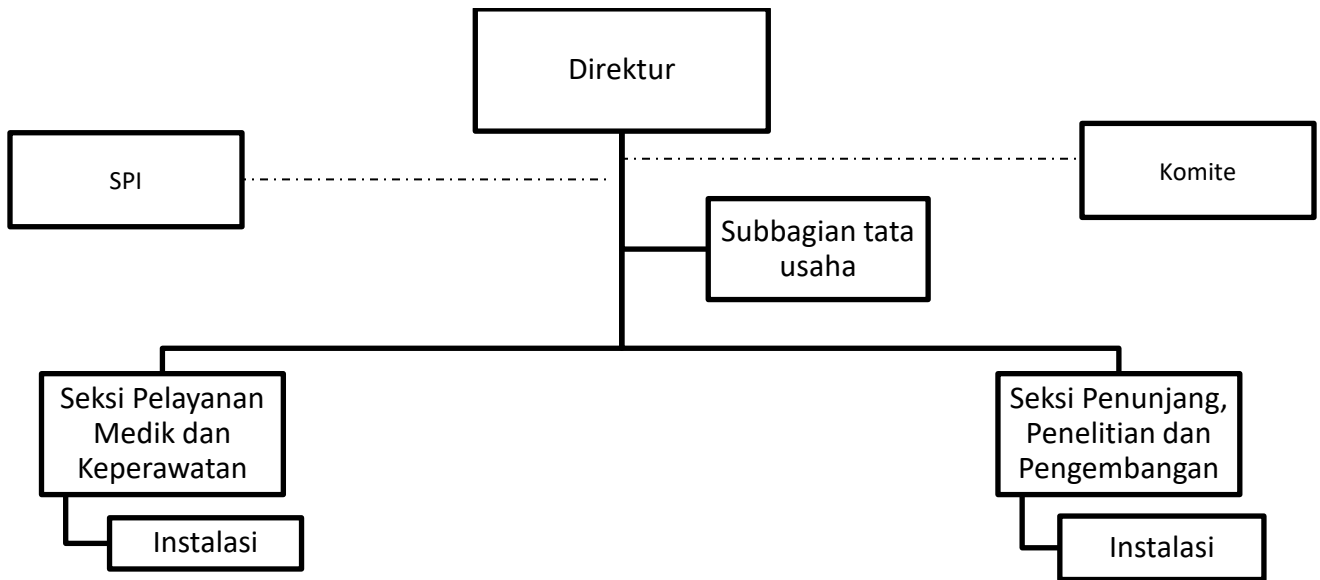 Direktur
SPI
Komite
Subbagian tata
usaha
Seksi Pelayanan
Medik dan
Keperawatan
Instalasi
Seksi Penunjang,
Penelitian dan
Pengembangan
Instalasi